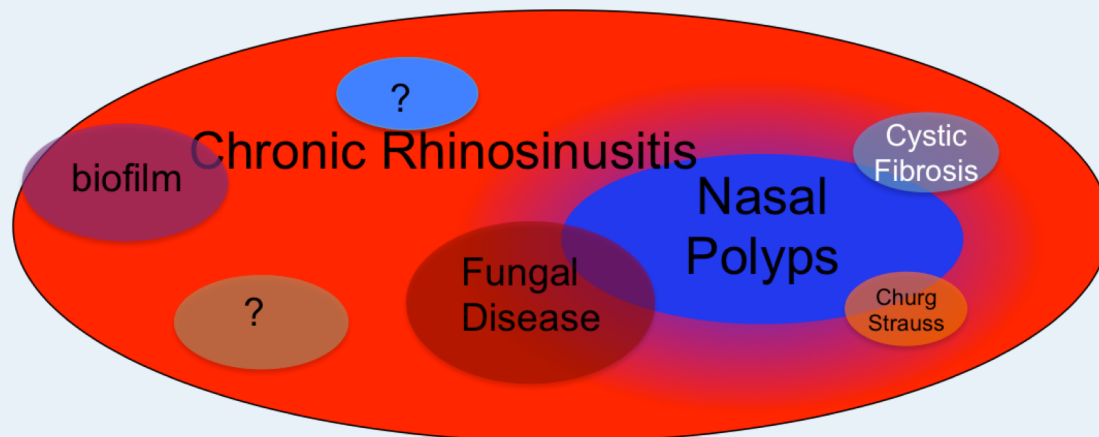 ?
Chronic Rhinosinusitis
biofilm
Cystic
Fibrosis
Nasal
Polyps
Fungal
Disease
Churg
Strauss
?